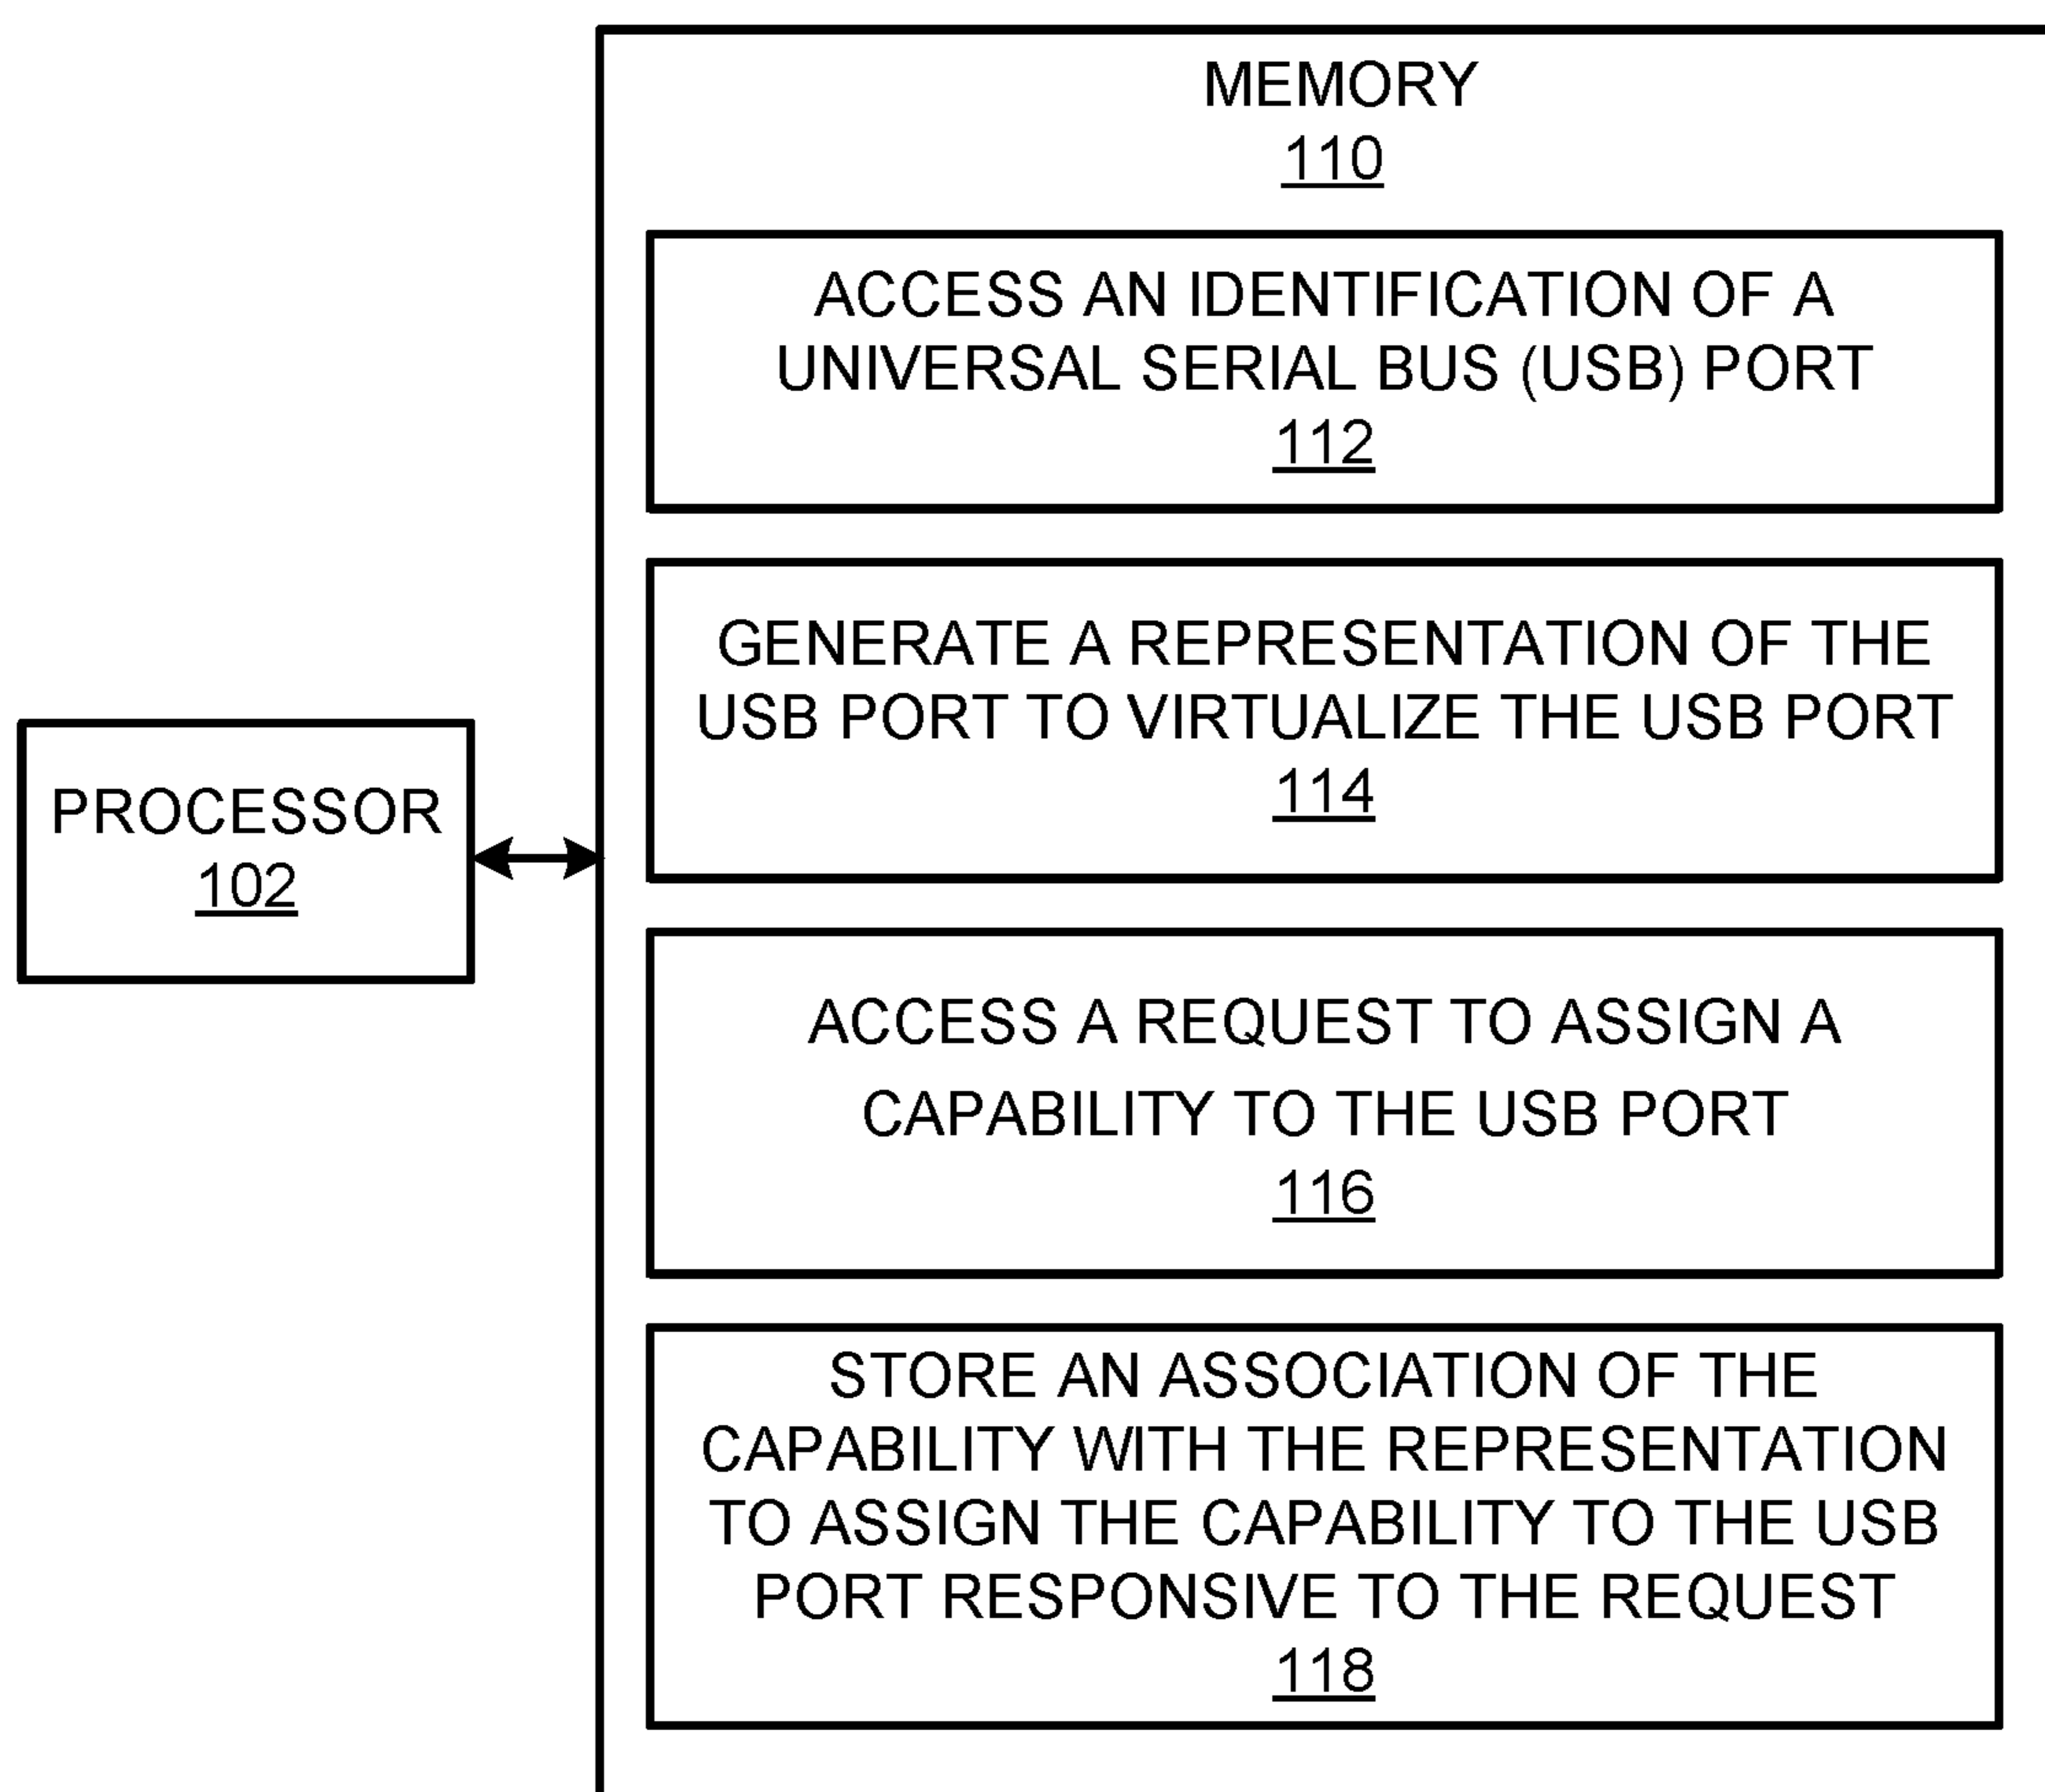 MEMORY
110
ACCESS AN IDENTIFICATION OF A
UNIVERSAL SERIAL BUS (USB) PORT
112
GENERATE A REPRESENTATION OF THE
USB PORT TO VIRTUALIZE THE USB PORT
114
PROCESSOR
102
ACCESS A REQUEST TO ASSIGN A
CAPABILITY TO THE USB PORT
116
STORE AN ASSOCIATION OF THE
CAPABILITY WITH THE REPRESENTATION
TO ASSIGN THE CAPABILITY TO THE USB
PORT RESPONSIVE TO THE REQUEST
118